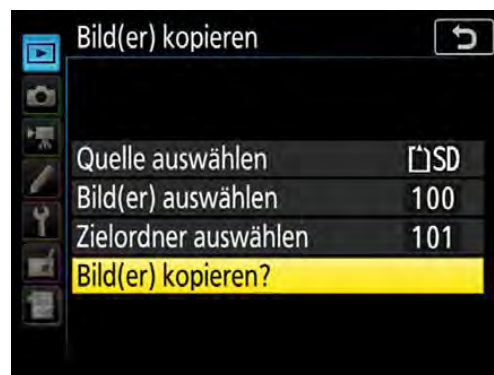 Bild(er) kopieren
Quelle auswählen SD
Bild(er) auswählen 100
Zielordner auswählen 101
Bild(er) kopieren?